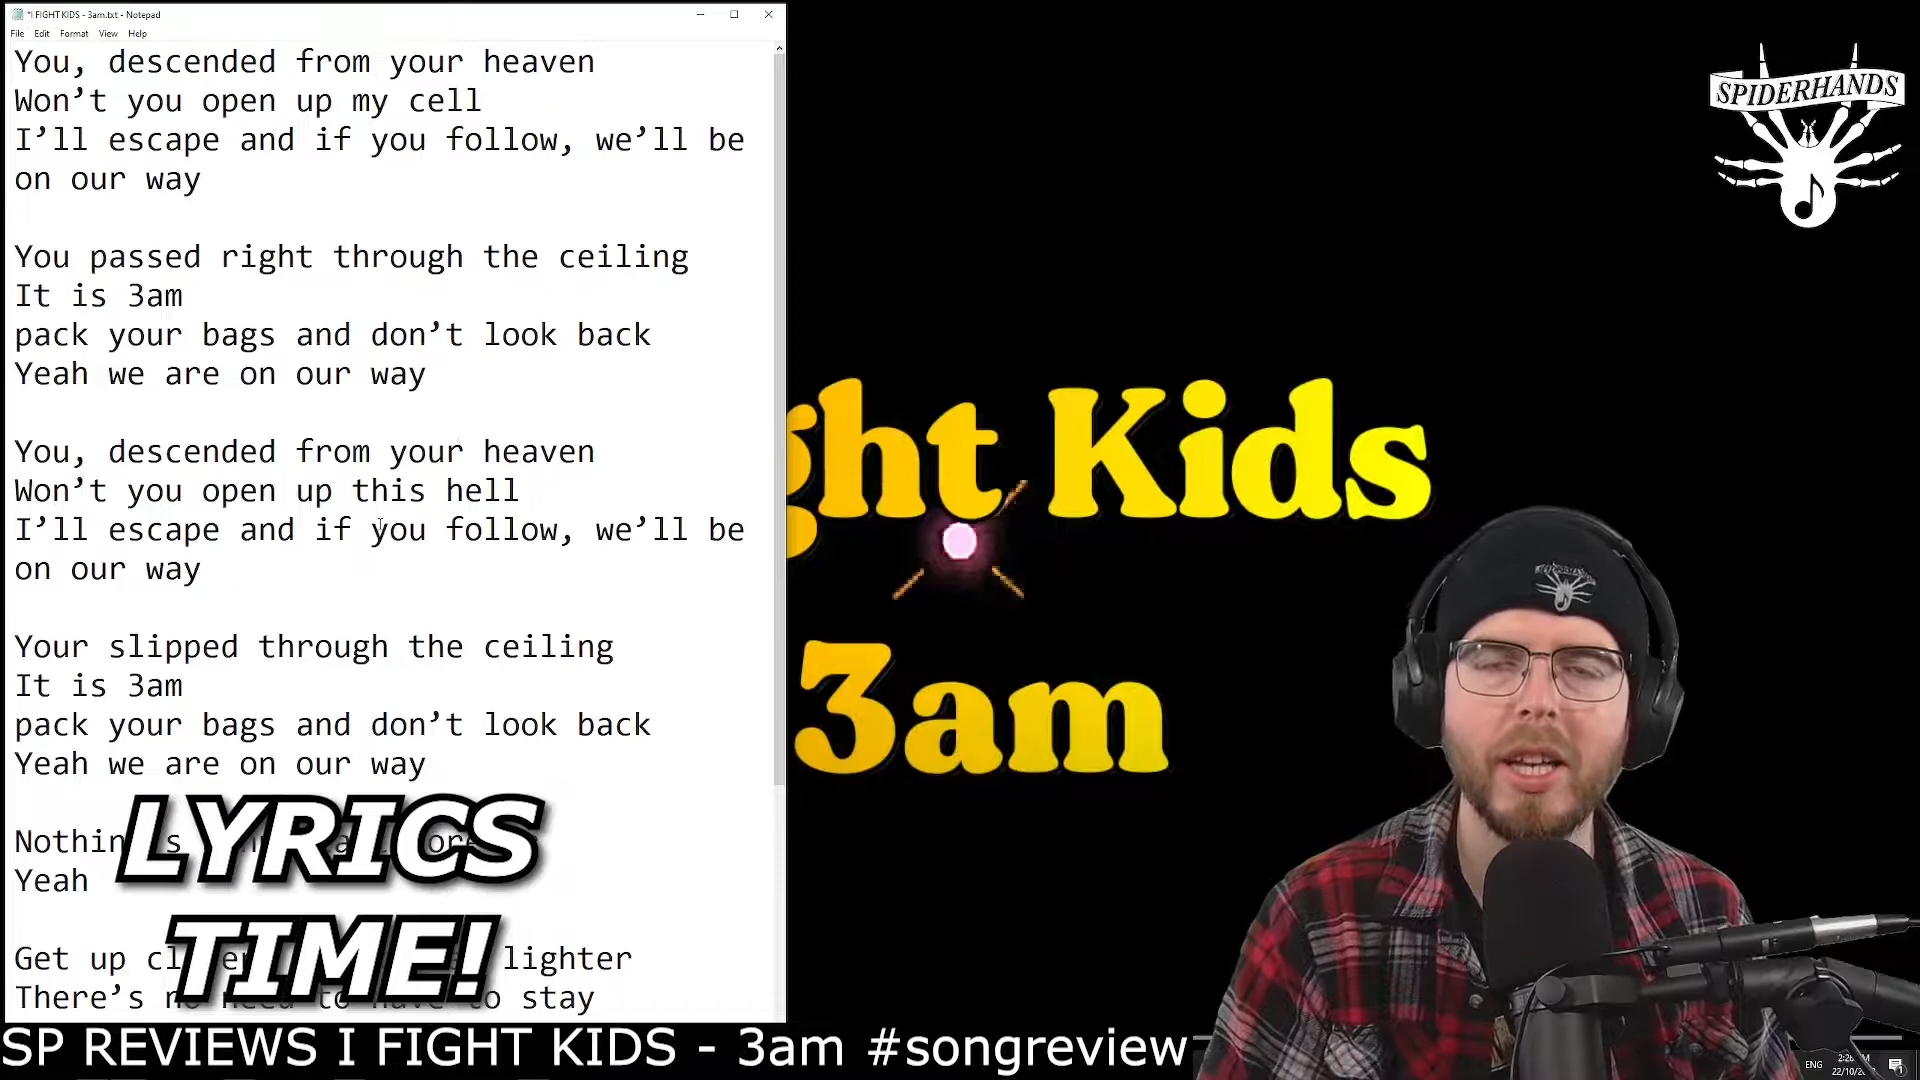 *I FIGHT KIDS - 3am.txt - Notepad
File Edit Format View Help
You, descended from your heaven
Won’t you open up my cell
I’ll escape and if you follow, we’ll be
on our way
You passed right through the ceiling
It is 3am
pack your bags and don’t look back
Yeah we are on our way
You, descended from your heaven
Won’t you open up this hell
I’ll escape and if you follow, we’ll be
on our way
Your slipped through the ceiling
It is 3am
pack your bags and don’t look back
Yeah we are on our way
Yeah
Get up lighter
There’s no need to have to stay
LYRICS
TIME!
SPIDERHANDS
ght Kids
3am
SPIDERHANDS
SP REVIEWS I FIGHT KIDS - 3am #songreview
ENG